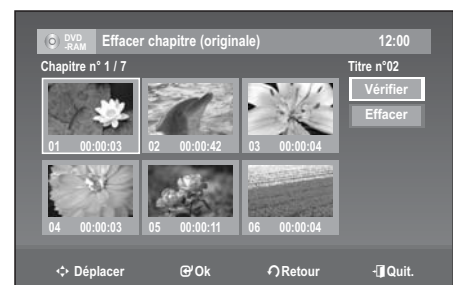 DVD
-RAM
Effacer chapitre (originale)
12:00
Chapitre n° 1 / 7
Titre n°02
Vérifier
Effacer
01 00:00:03
02 00:00:42
03 00:00:04
04 00:00:03
05 00:00:11
06 00:00:04
Déplacer
Ok
Retour
Quit.